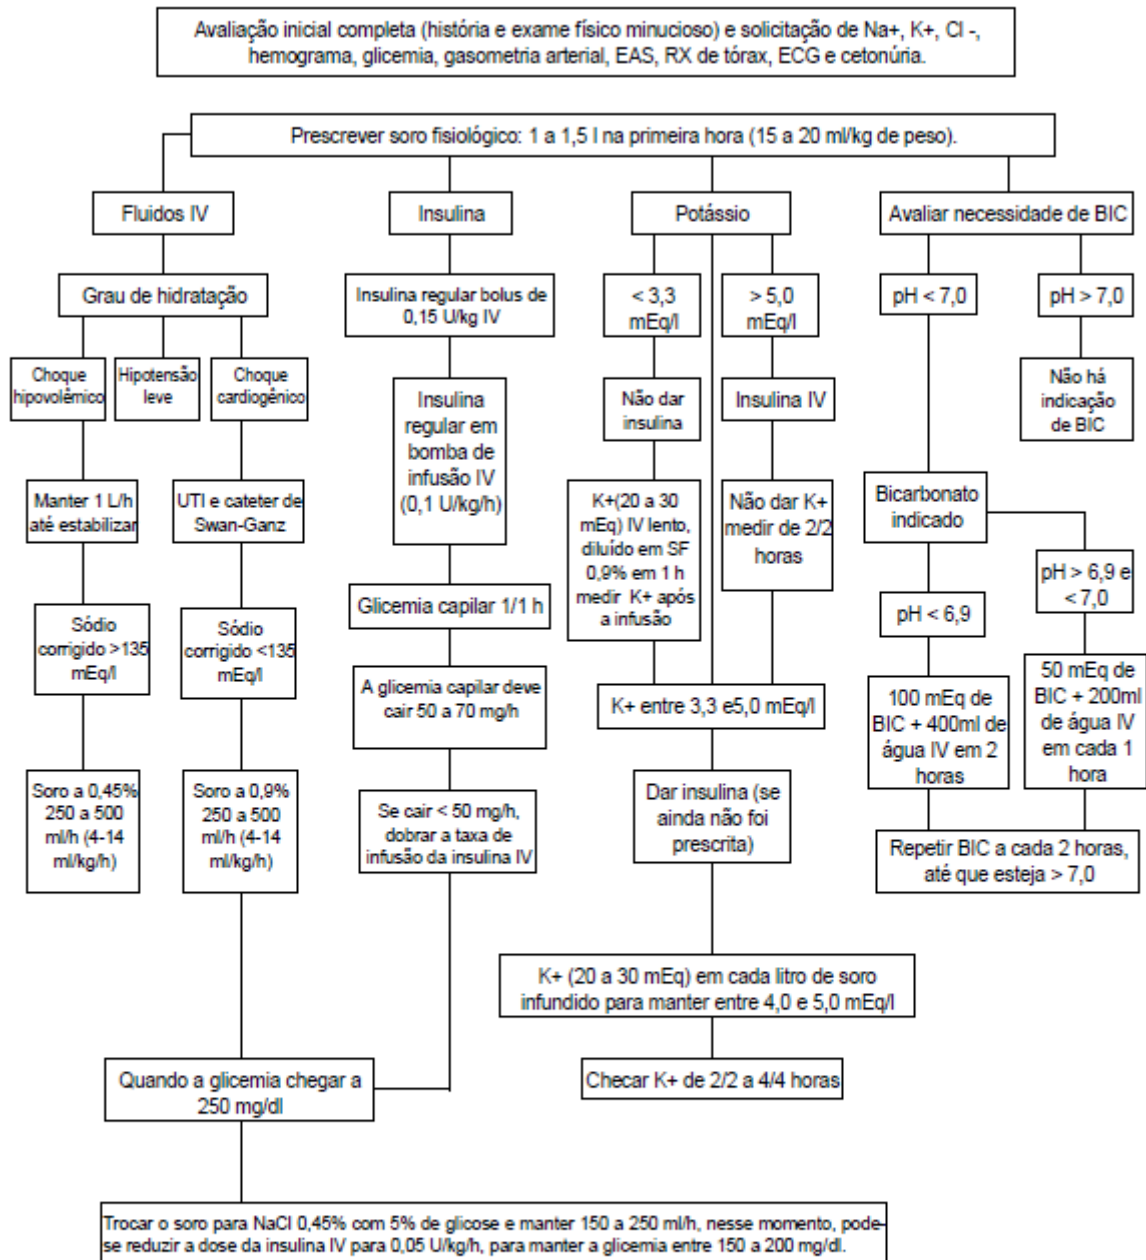 Avaliação inicial completa (história e exame físico minucioso) e solicitação de Na+, K+, Cl -,
hemograma, glicemia, gasometria arterial, EAS, RX de tórax, ECG e cetonúria.
Prescrever soro fisiológico: 1 a 1,5 l na primeira hora (15 a 20 ml/kg de peso).
Fluidos IV
Grau de hidratação
Choque
hipovolêmico
Hipotensão
leve
Choque
cardiogênico
Manter 1 L/h
até estabilizar
UTI e cateter de
Swan-Ganz
Sódio
corrigido >135
mEq/l
Sódio
corrigido <135
mEq/l
Soro a 0,45%
250 a 500
ml/h (4-14
ml/kg/h)
Soro a 0,9%
250 a 500
ml/h (4-14
ml/kg/h)
Insulina
Insulina regular bolus de
0,15 U/kg IV
Insulina
regular em
bomba de
infusão IV
(0,1 U/kg/h)
Glicemia capilar 1/1 h
A glicemia capilar deve
cair 50 a 70 mg/h
Se cair < 50 mg/h,
dobrar a taxa de
infusão da insulina IV
Potássio
< 3,3
mEq/l
> 5,0
mEq/l
Não dar
insulina
Insulina IV
K+(20 a 30
mEq) IV lento,
diluído em SF
0,9% em 1 h
medir K+ após
a infusão
Não dar K+
medir de 2/2
horas
K+ entre 3,3 e5,0 mEq/l
Dar insulina (se
ainda não foi
prescrita)
K+ (20 a 30 mEq) em cada litro de soro
infundido para manter entre 4,0 e 5,0 mEq/l
Checar K+ de 2/2 a 4/4 horas
Avaliar necessidade de BIC
pH < 7,0
pH > 7,0
Não há
indicação
de BIC
Bicarbonato
indicado
pH < 6,9
pH > 6,9 e
< 7,0
100 mEq de
BIC + 400ml de
água IV em 2
horas
50 mEq de
BIC + 200ml
de água IV
em cada 1
hora
Repetir BIC a cada 2 horas,
até que esteja > 7,0
Quando a glicemia chegar a
250 mg/dl
Trocar o soro para NaCl 0,45% com 5% de glicose e manter 150 a 250 ml/h, nesse momento, pode-
se reduzir a dose da insulina IV para 0,05 U/kg/h, para manter a glicemia entre 150 a 200 mg/dl.